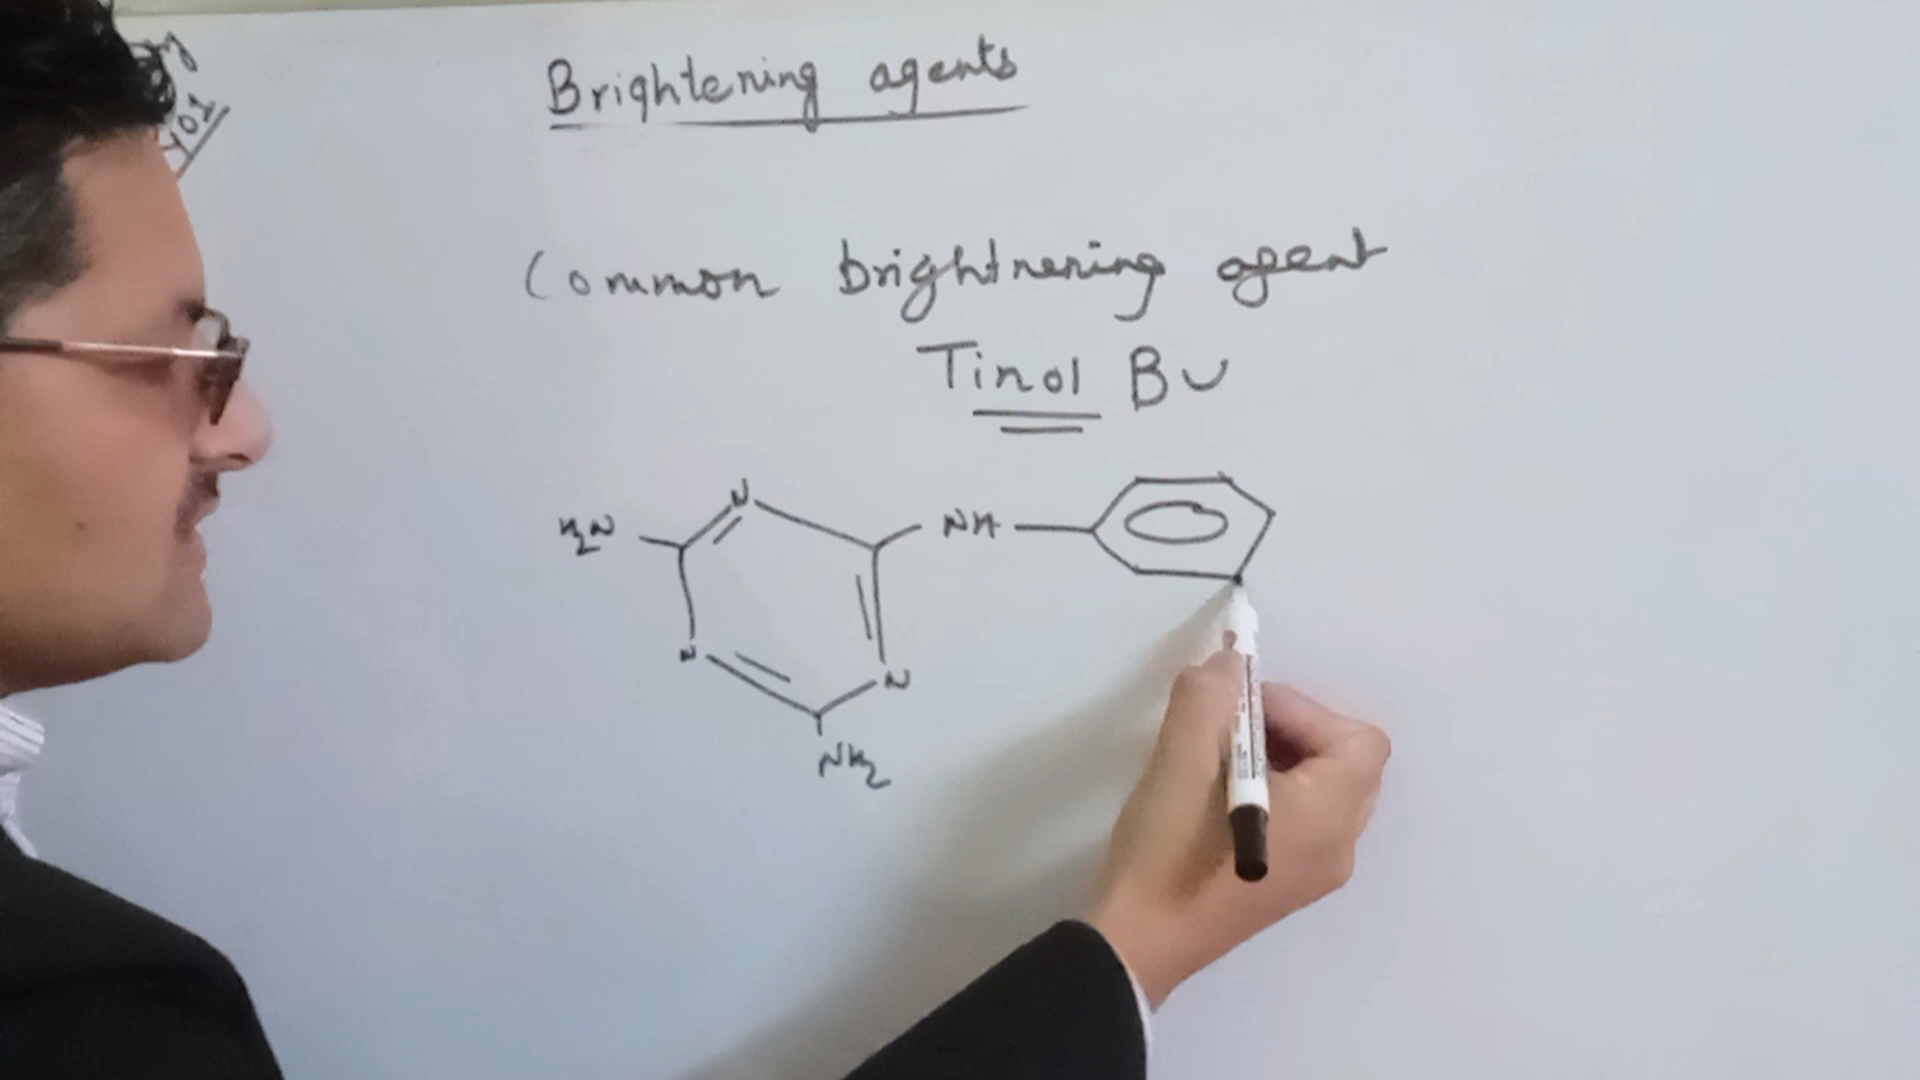 Brightening agents
Common brightnening agent
Tinol BU
N
H2N
NH
N
N
NH2